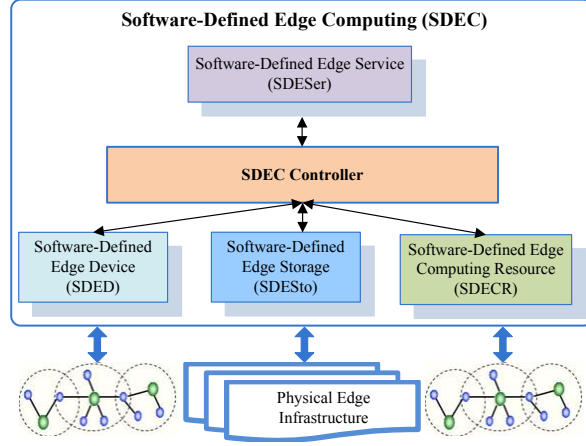 Software-Defined Edge Computing (SDEC)
Software-Defined Edge Service
(SDESer)
SDEC Controller
Software-Defined
Edge Device
(SDED)
Software-Defined
Edge Storage
(SDESto)
Software-Defined Edge
Computing Resource
(SDECR)
Physical Edge
Infrastructure